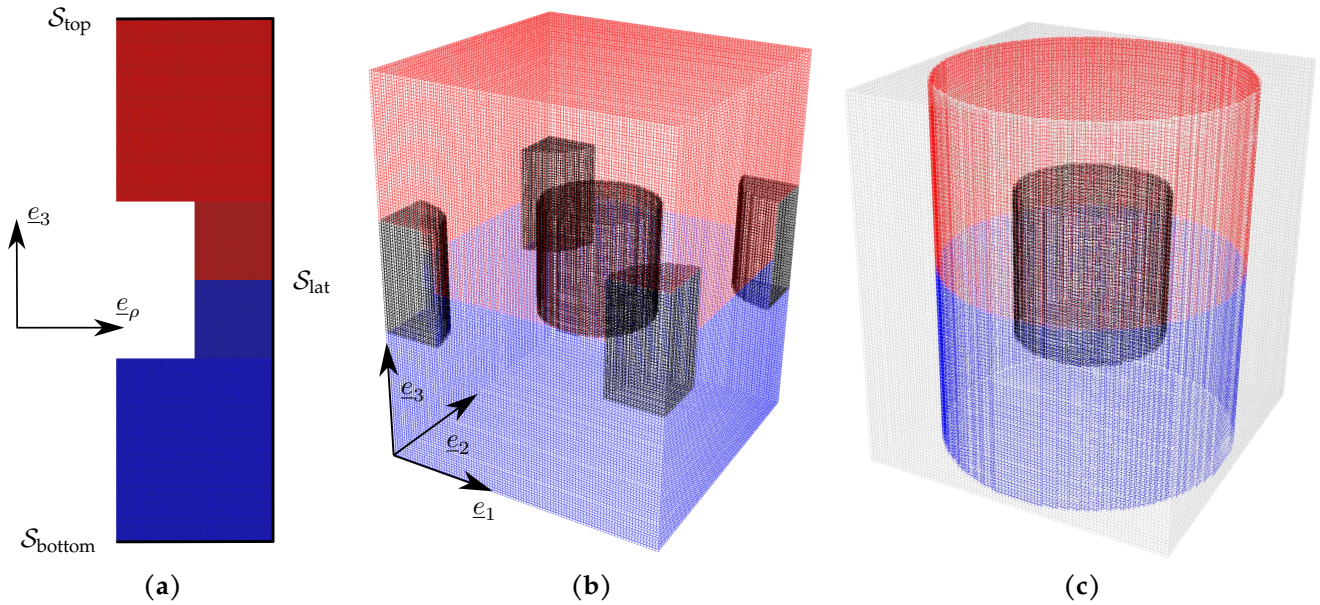 S_top
e_3
e_ρ
S_lat
S_bottom
(a)
e_3
e_2
e_1
(b)
(c)